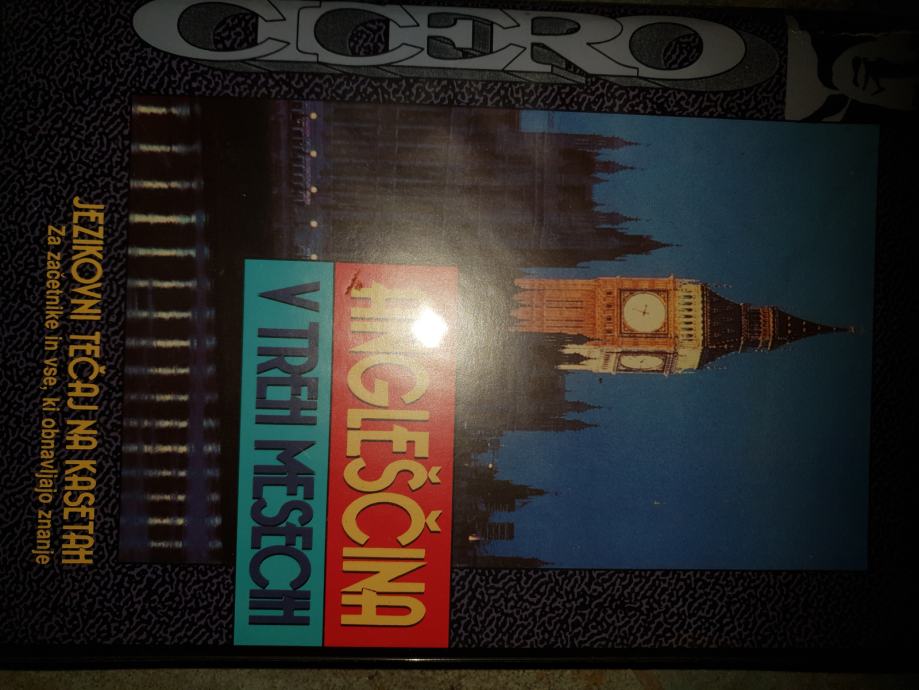 CICERO
ANGLEŠČINA
V TREH MESECIH
JEZIKOVNI TEČAJ NA KASETAH
Za začetnike in vse, ki obnavljajo znanje